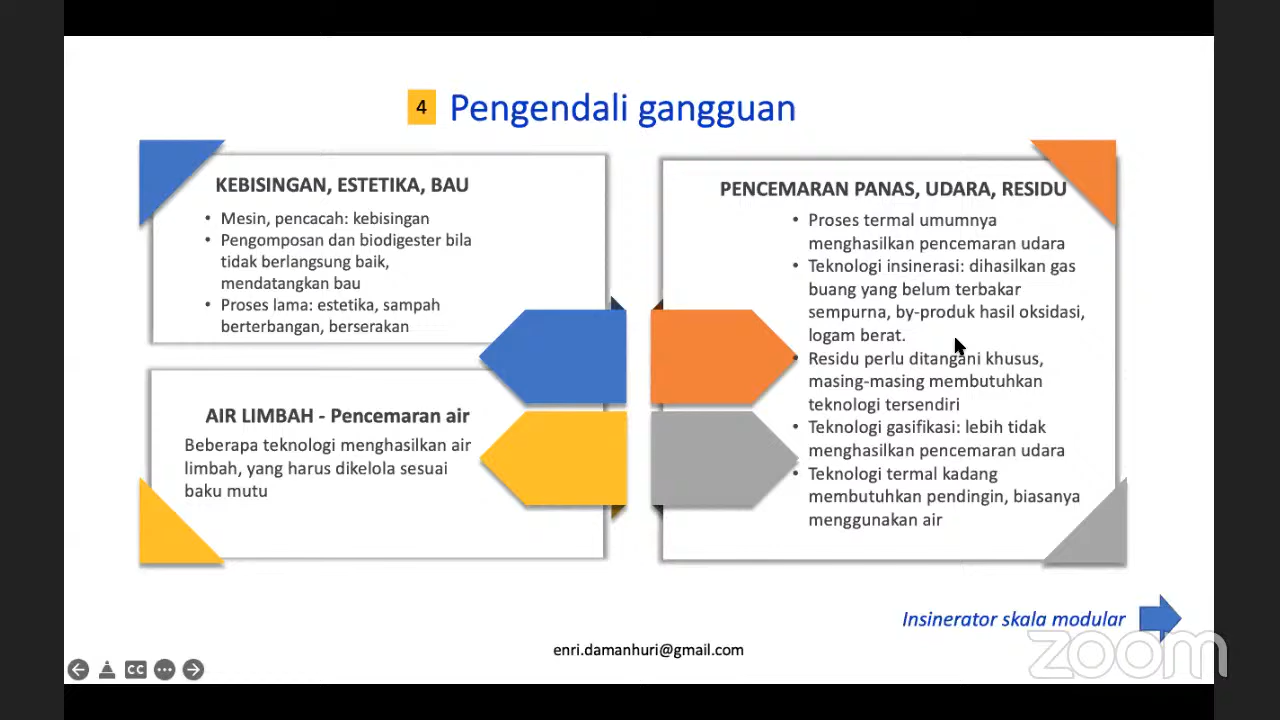 4 Pengendali gangguan
KEBISINGAN, ESTETIKA, BAU
• Mesin, pencacah: kebisingan
• Pengomposan dan biodigester bila
tidak berlangsung baik,
mendatangkan bau
• Proses lama: estetika, sampah
berterbangan, berserakan
AIR LIMBAH - Pencemaran air
Beberapa teknologi menghasilkan air
limbah, yang harus dikelola sesuai
baku mutu
PENCEMARAN PANAS, UDARA, RESIDU
• Proses termal umumnya
menghasilkan pencemaran udara
• Teknologi insinerasi: dihasilkan gas
buang yang belum terbakar
sempurna, by-produk hasil oksidasi,
logam berat.
• Residu perlu ditangani khusus,
masing-masing membutuhkan
teknologi tersendiri
• Teknologi gasifikasi: lebih tidak
menghasilkan pencemaran udara
• Teknologi termal kadang
membutuhkan pendingin, biasanya
menggunakan air
Insinerator skala modular
enri.damanhuri@gmail.com
CC
zoom